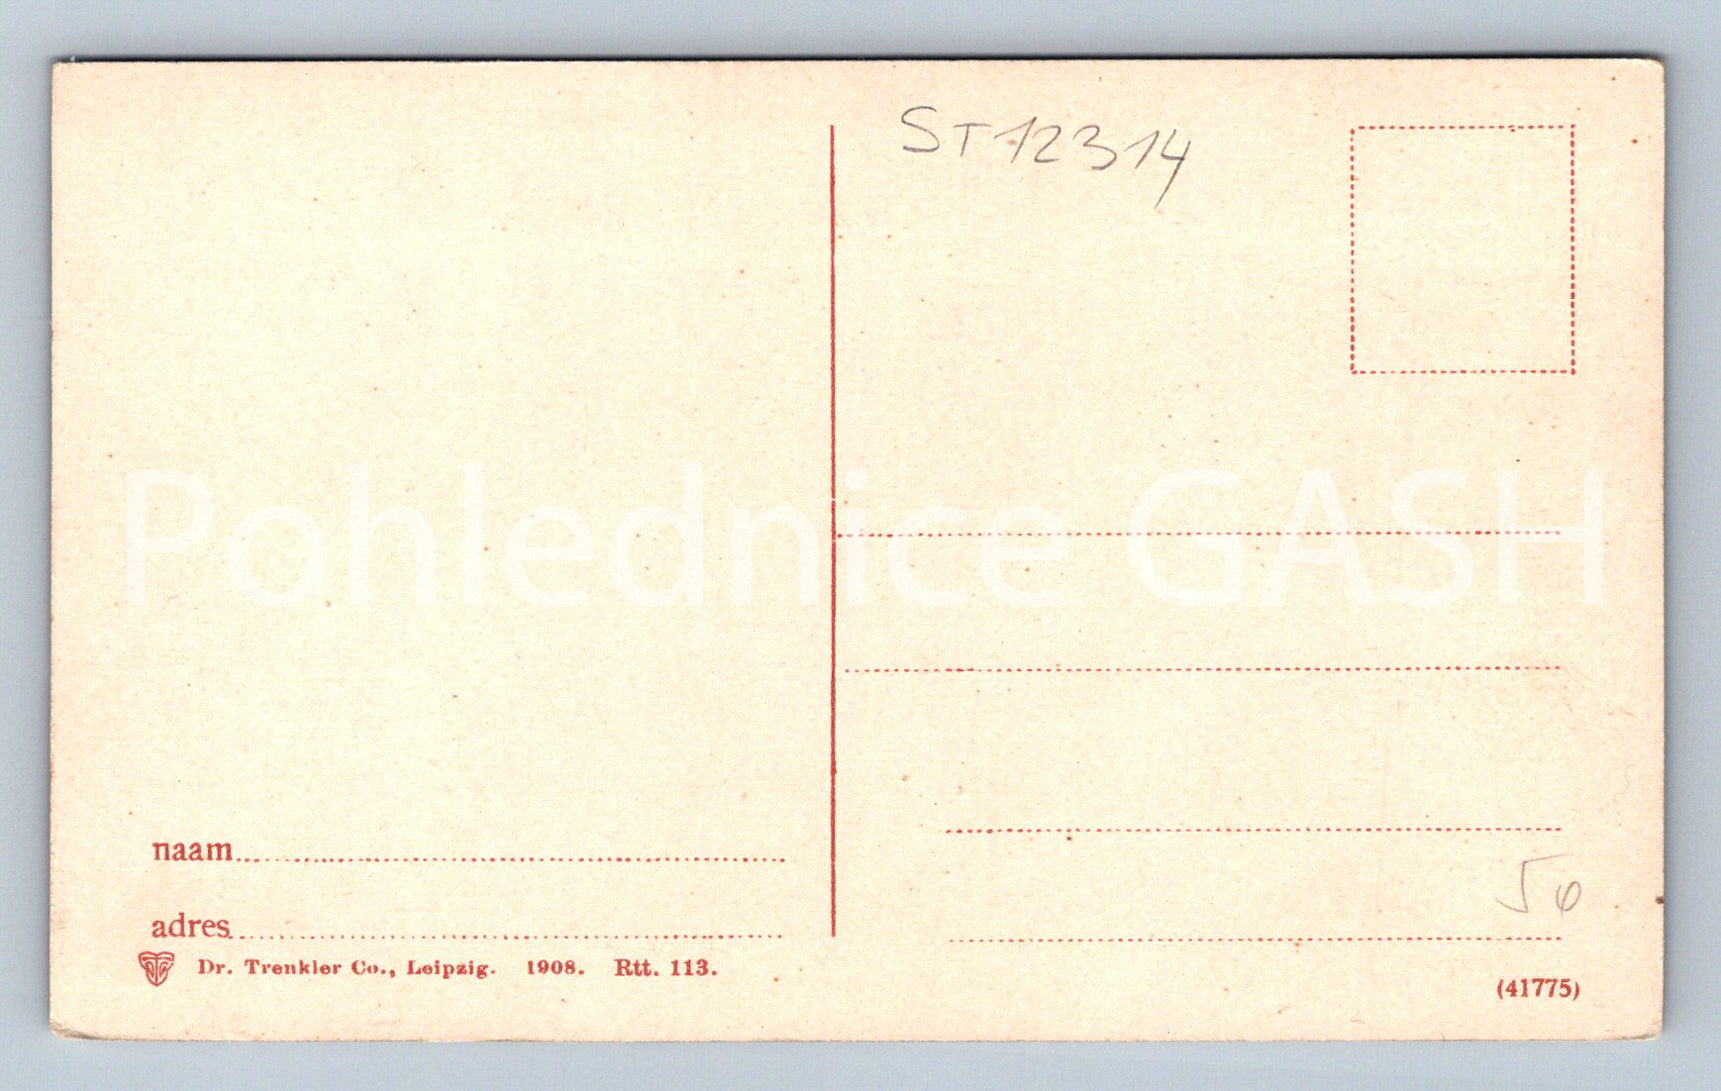 ST12314
Pohlednice GASH
naam
adres
Dr. Trenkler Co., Leipzig. 1908. Rtt. 113.
(41775)